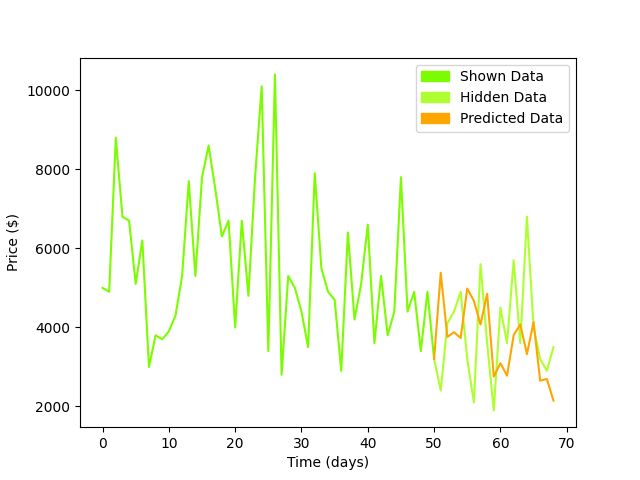 Shown Data
Hidden Data
Predicted Data
Price ($)
10000
8000
6000
4000
2000
0 10 20 30 40 50 60 70
Time (days)